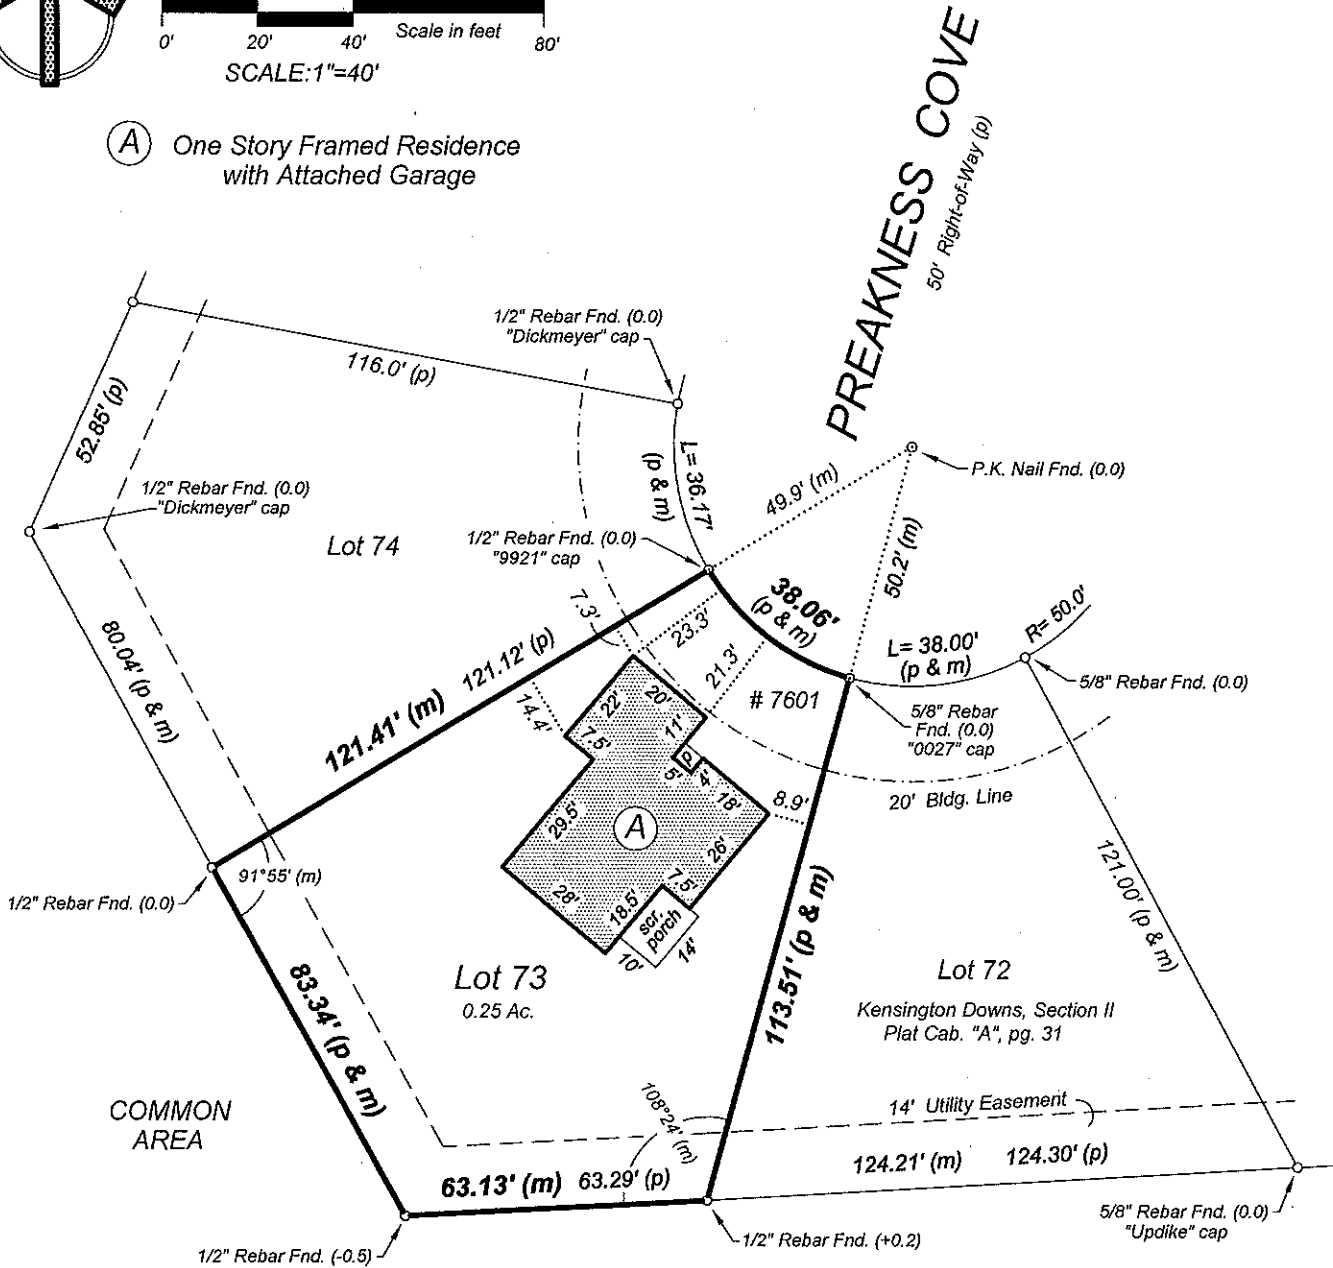 0' 20' 40' Scale in feet 80'
SCALE:1"=40'
A One Story Framed Residence
with Attached Garage
PREAKNESS COVE
50' Right-of-Way (p)
1/2" Rebar Fnd. (0.0)
"Dickmeyer" cap
116.0' (p)
52.85' (p)
L= 36.17'
(p & m)
P.K. Nail Fnd. (0.0)
49.9' (m)
50.2' (m)
1/2" Rebar Fnd. (0.0)
"Dickmeyer" cap
Lot 74
1/2" Rebar Fnd. (0.0)
"9921" cap
38.06'
(p & m)
7.3'
23.3'
21.3'
# 7601
L= 38.00'
(p & m)
R= 50.0'
5/8" Rebar Fnd. (0.0)
5/8" Rebar
Fnd. (0.0)
"0027" cap
80.04' (p & m)
121.41' (m)
121.12' (p)
14.4'
22'
20'
7.5'
11'
p
5'
4'
18'
8.9'
20' Bldg. Line
29.5'
A
26'
28'
18.5'
7.5'
scr.
porch
10'
14'
91°55' (m)
1/2" Rebar Fnd. (0.0)
121.00' (p & m)
113.51' (p & m)
83.34' (p & m)
Lot 73
0.25 Ac.
Lot 72
Kensington Downs, Section II
Plat Cab. "A", pg. 31
COMMON
AREA
108°24' (m)
14' Utility Easement
63.13' (m) 63.29' (p)
124.21' (m) 124.30' (p)
1/2" Rebar Fnd. (-0.5)
1/2" Rebar Fnd. (+0.2)
5/8" Rebar Fnd. (0.0)
"Updike" cap